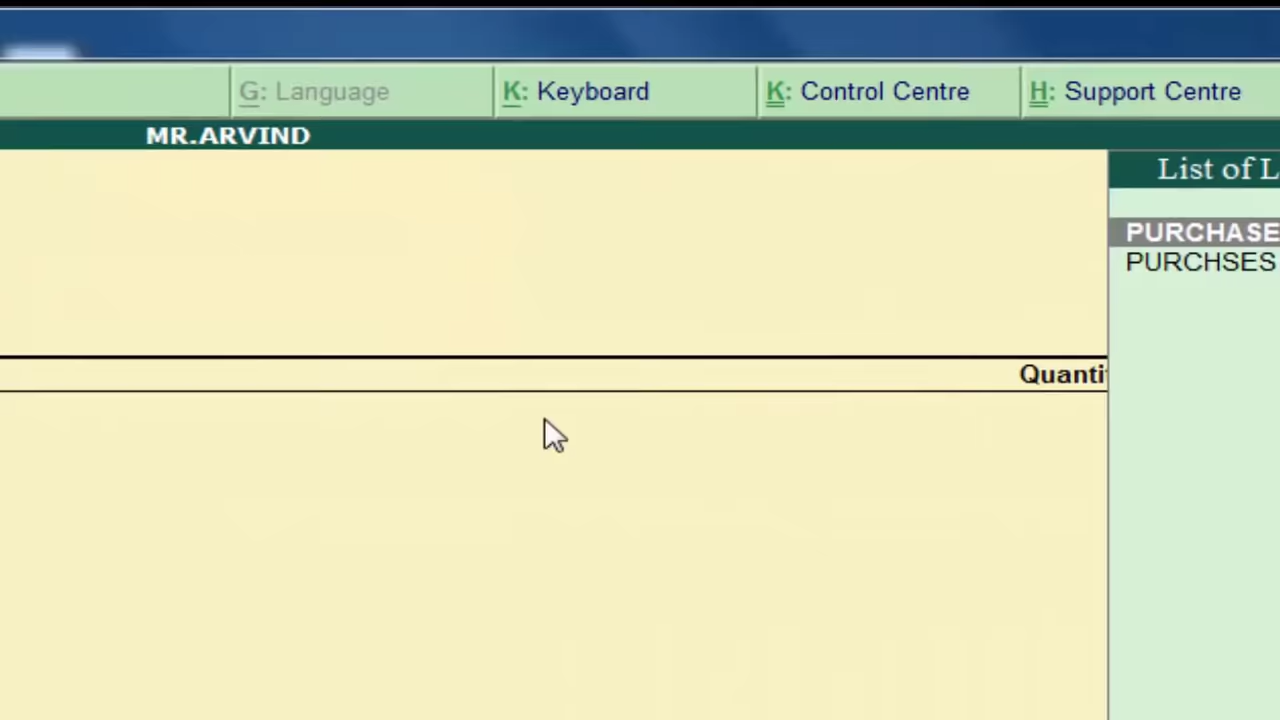 G: Language K: Keyboard K: Control Centre H: Support Centre
MR.ARVIND
List of L
PURCHASE
PURCHSES
Quanti